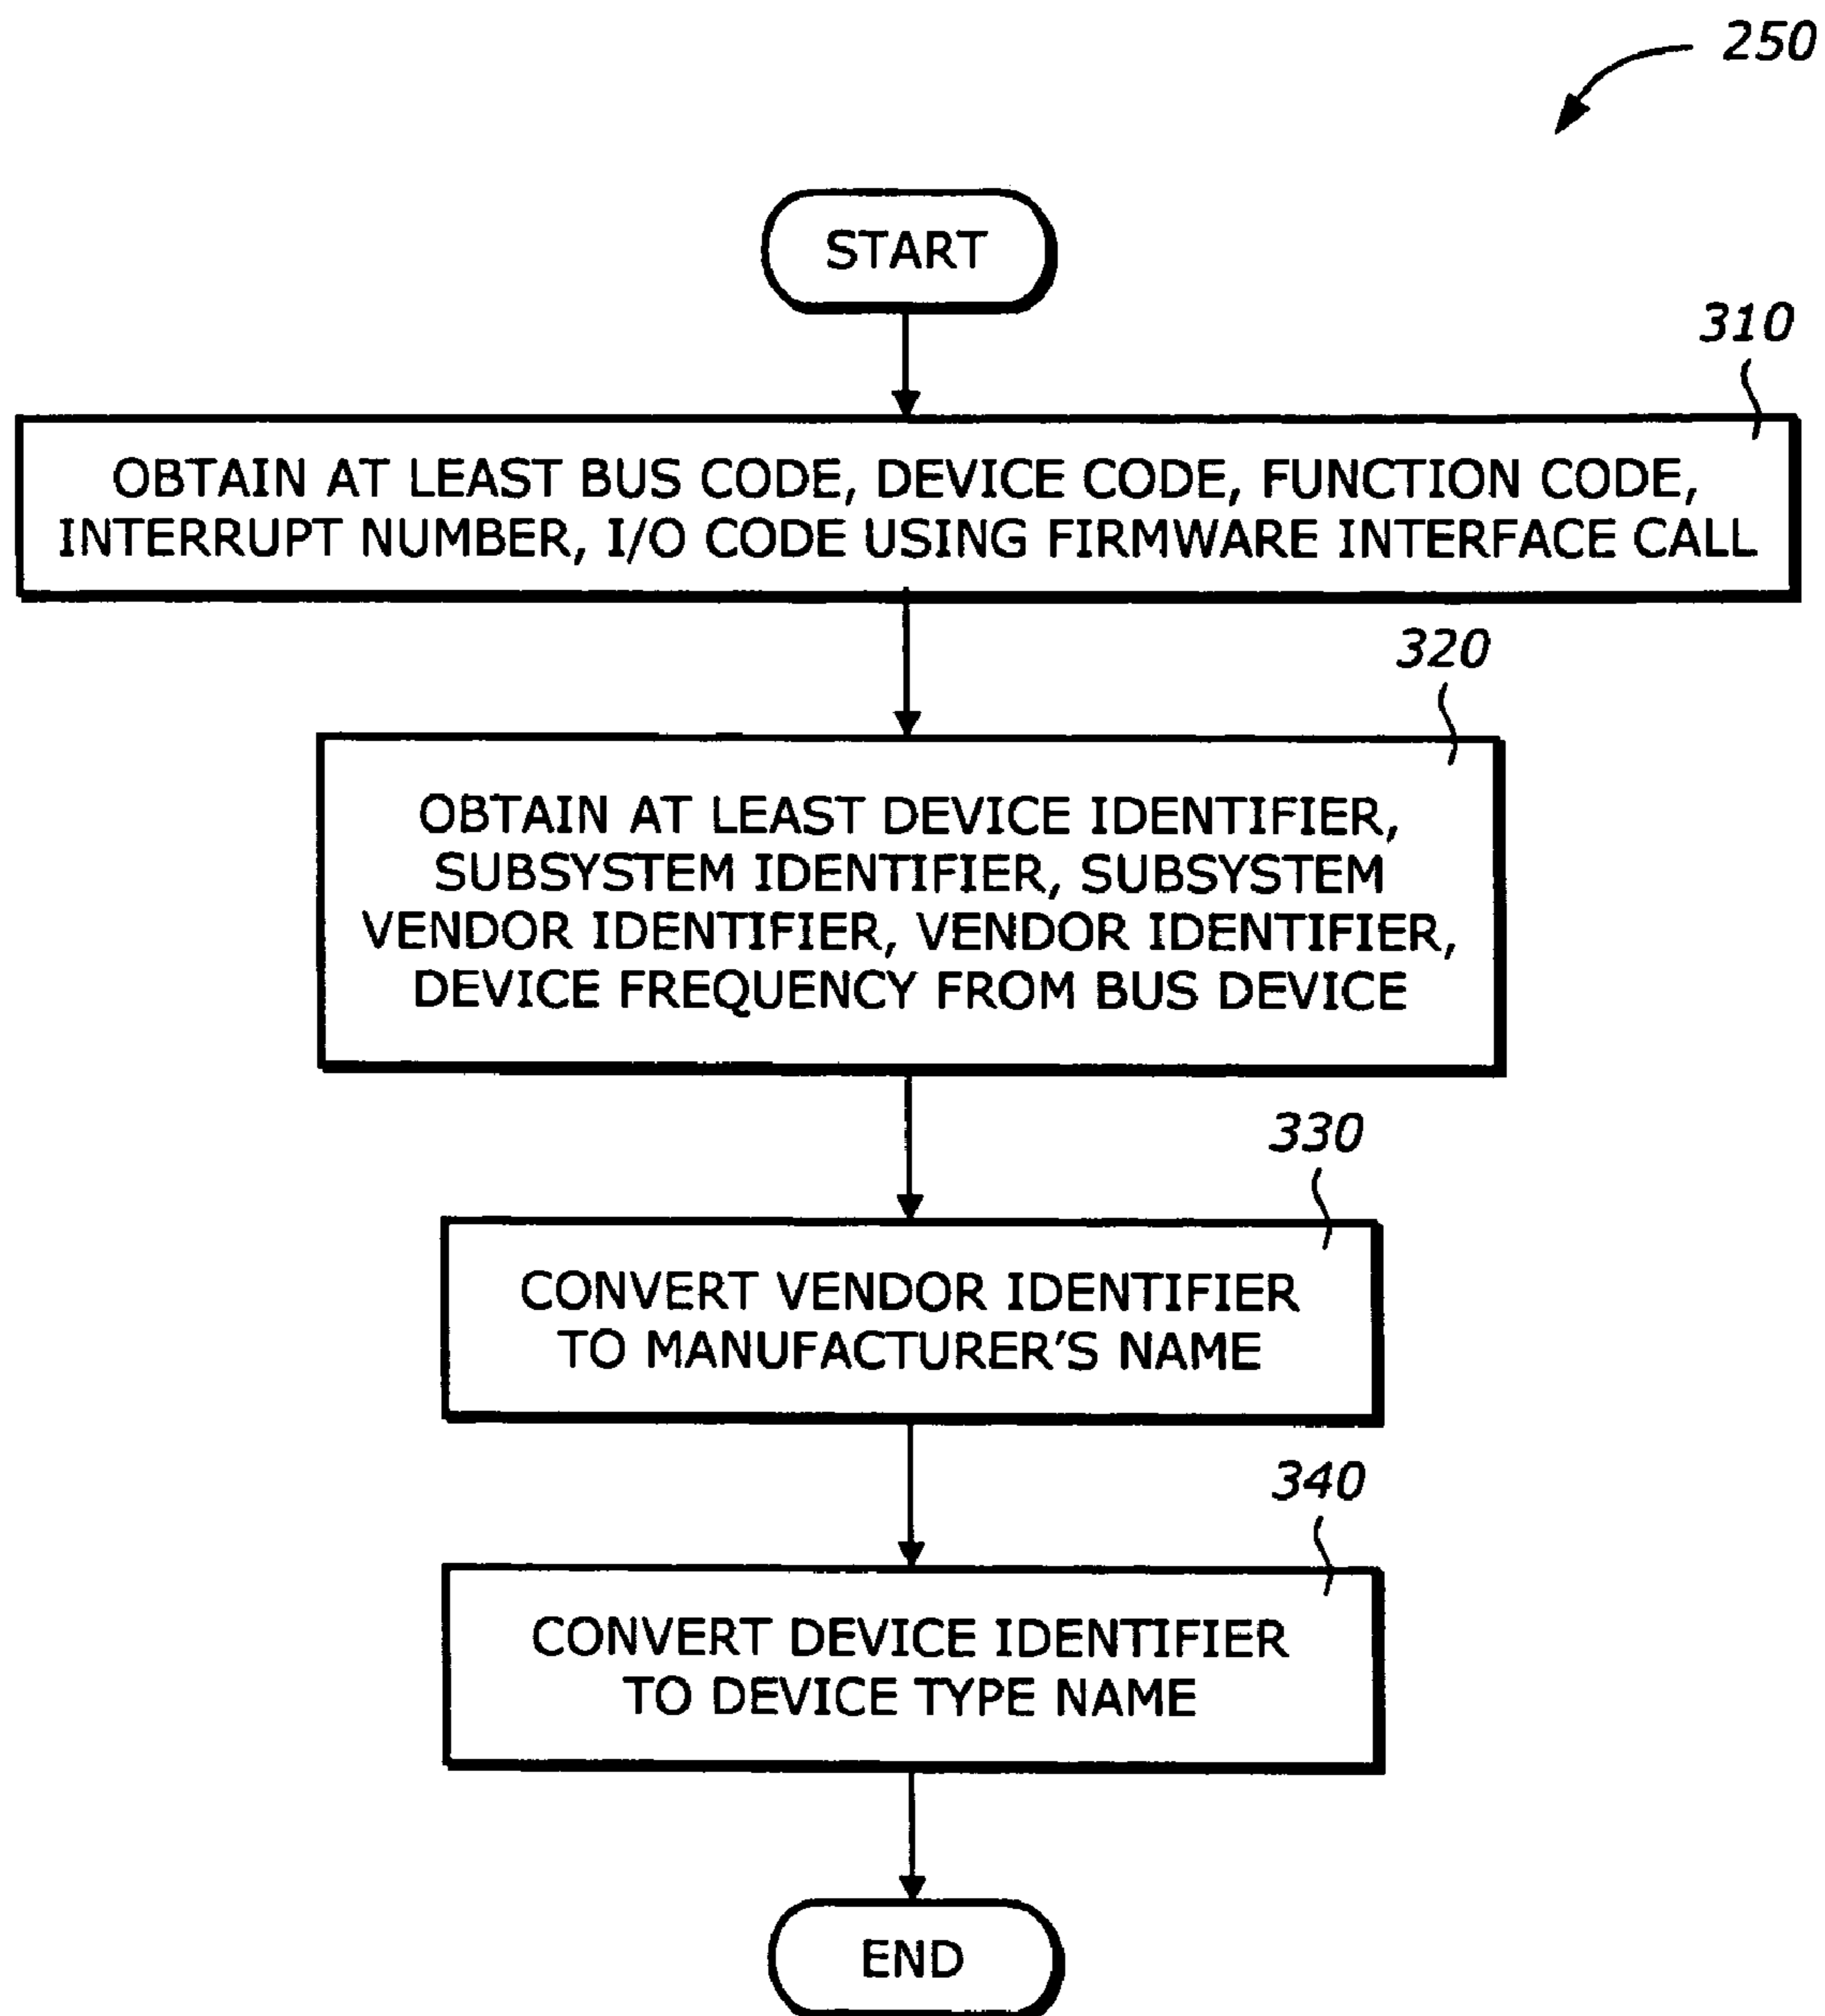 250
START
310
OBTAIN AT LEAST BUS CODE, DEVICE CODE, FUNCTION CODE,
INTERRUPT NUMBER, I/O CODE USING FIRMWARE INTERFACE CALL
320
OBTAIN AT LEAST DEVICE IDENTIFIER,
SUBSYSTEM IDENTIFIER, SUBSYSTEM
VENDOR IDENTIFIER, VENDOR IDENTIFIER,
DEVICE FREQUENCY FROM BUS DEVICE
330
CONVERT VENDOR IDENTIFIER
TO MANUFACTURER'S NAME
340
CONVERT DEVICE IDENTIFIER
TO DEVICE TYPE NAME
END